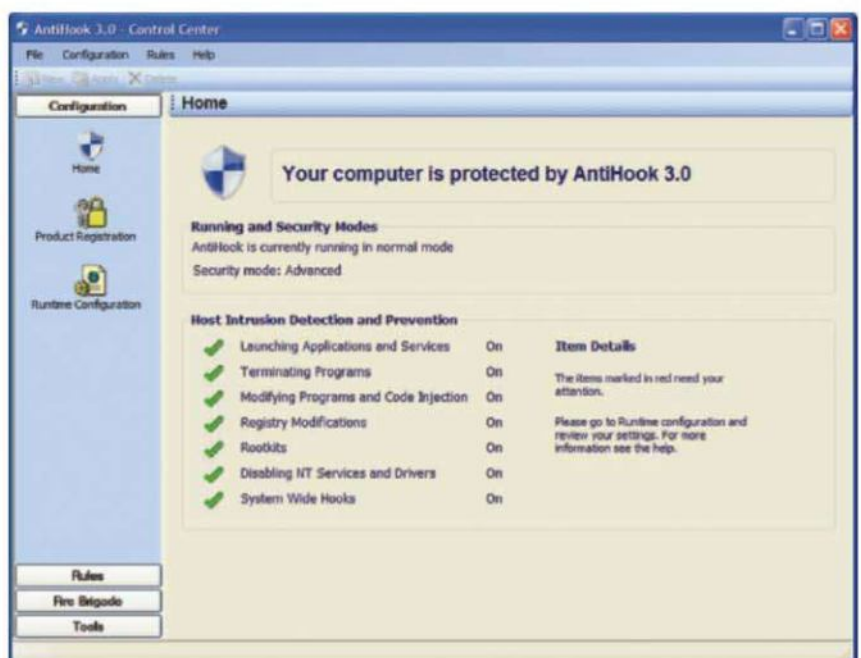 AntiHook 3.0 - Control Center
File Configuration Rules Help
New Apply Delete
Configuration
Home
Home
Your computer is protected by AntiHook 3.0
Product Registration
Runtime Configuration
Running and Security Modes
AntiHook is currently running in normal mode
Security mode: Advanced
Host Intrusion Detection and Prevention
Launching Applications and Services On
Terminating Programs On
Modifying Programs and Code Injection On
Registry Modifications On
Rootkits On
Disabling NT Services and Drivers On
System Wide Hooks On
Item Details
The items marked in red need your
attention.
Please go to Runtime configuration and
review your settings. For more
information see the help.
Rules
Fire Brigade
Tools